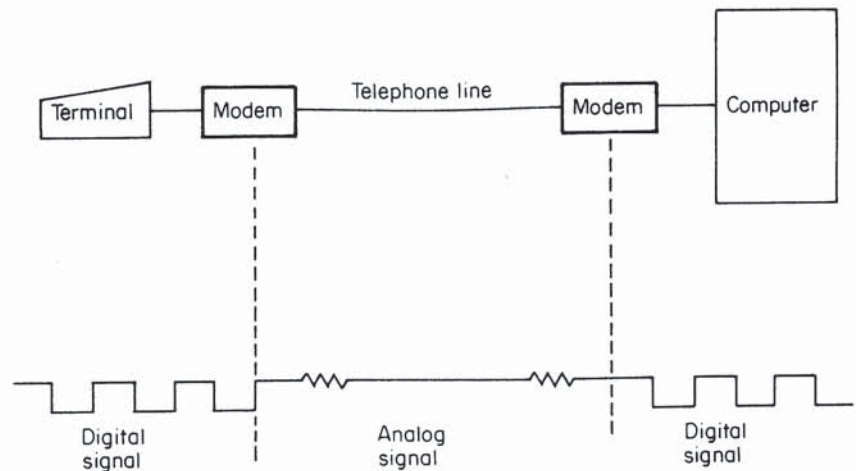 Telephone line
Terminal
Modem
Modem
Computer
Digital
signal
Analog
signal
Digital
signal